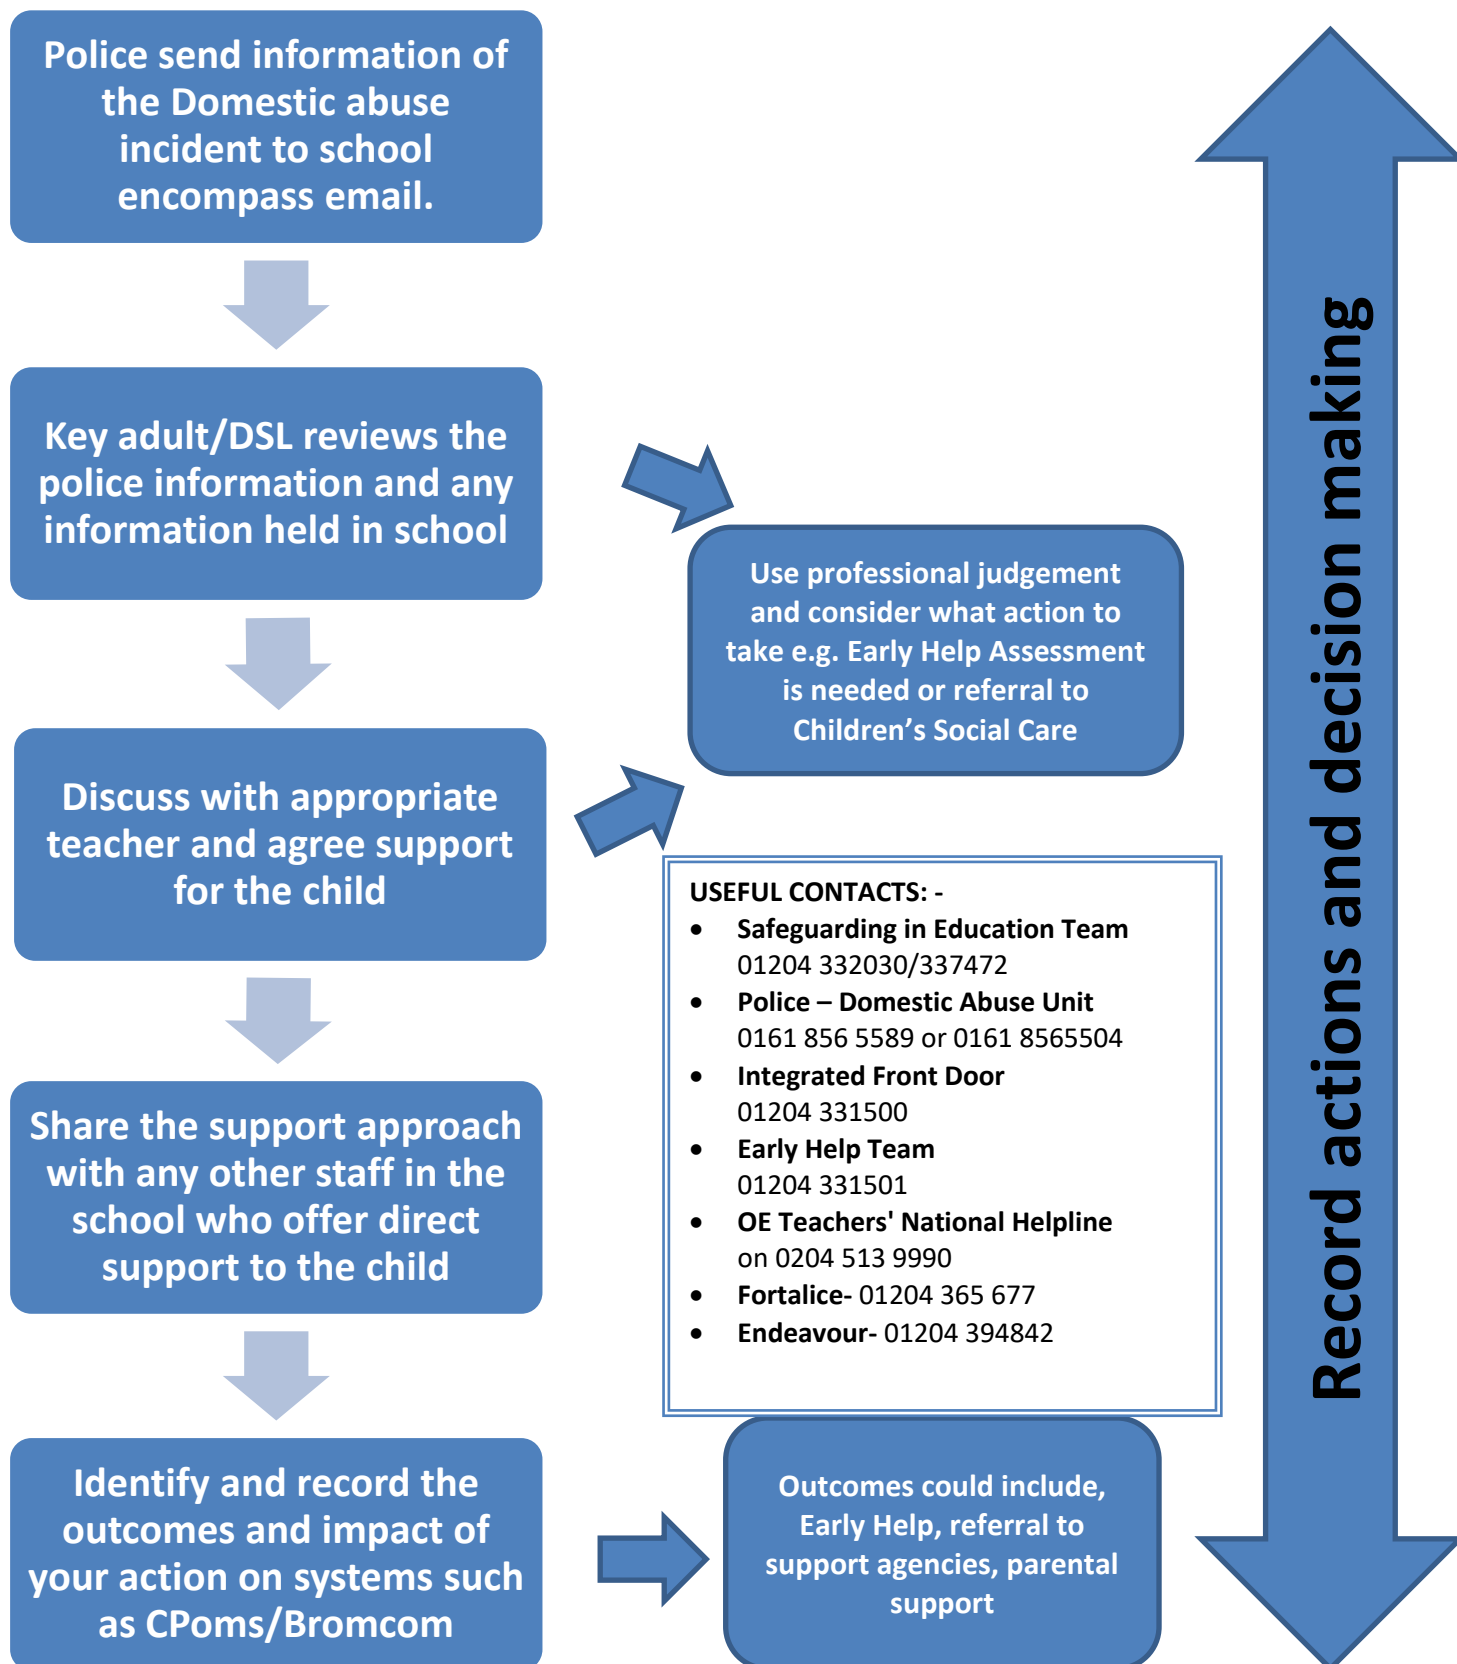 Police send information of
the Domestic abuse
incident to school
encompass email.
Key adult/DSL reviews the
police information and any
information held in school
Use professional judgement
and consider what action to
take e.g. Early Help Assessment
is needed or referral to
Children’s Social Care
Discuss with appropriate
teacher and agree support
for the child
USEFUL CONTACTS: -
• Safeguarding in Education Team
01204 332030/337472
• Police – Domestic Abuse Unit
0161 856 5589 or 0161 8565504
• Integrated Front Door
01204 331500
• Early Help Team
01204 331501
• OE Teachers' National Helpline
on 0204 513 9990
• Fortalice- 01204 365 677
• Endeavour- 01204 394842
Share the support approach
with any other staff in the
school who offer direct
support to the child
Identify and record the
outcomes and impact of
your action on systems such
as CPoms/Bromcom
Outcomes could include,
Early Help, referral to
support agencies, parental
support
Record actions and decision making